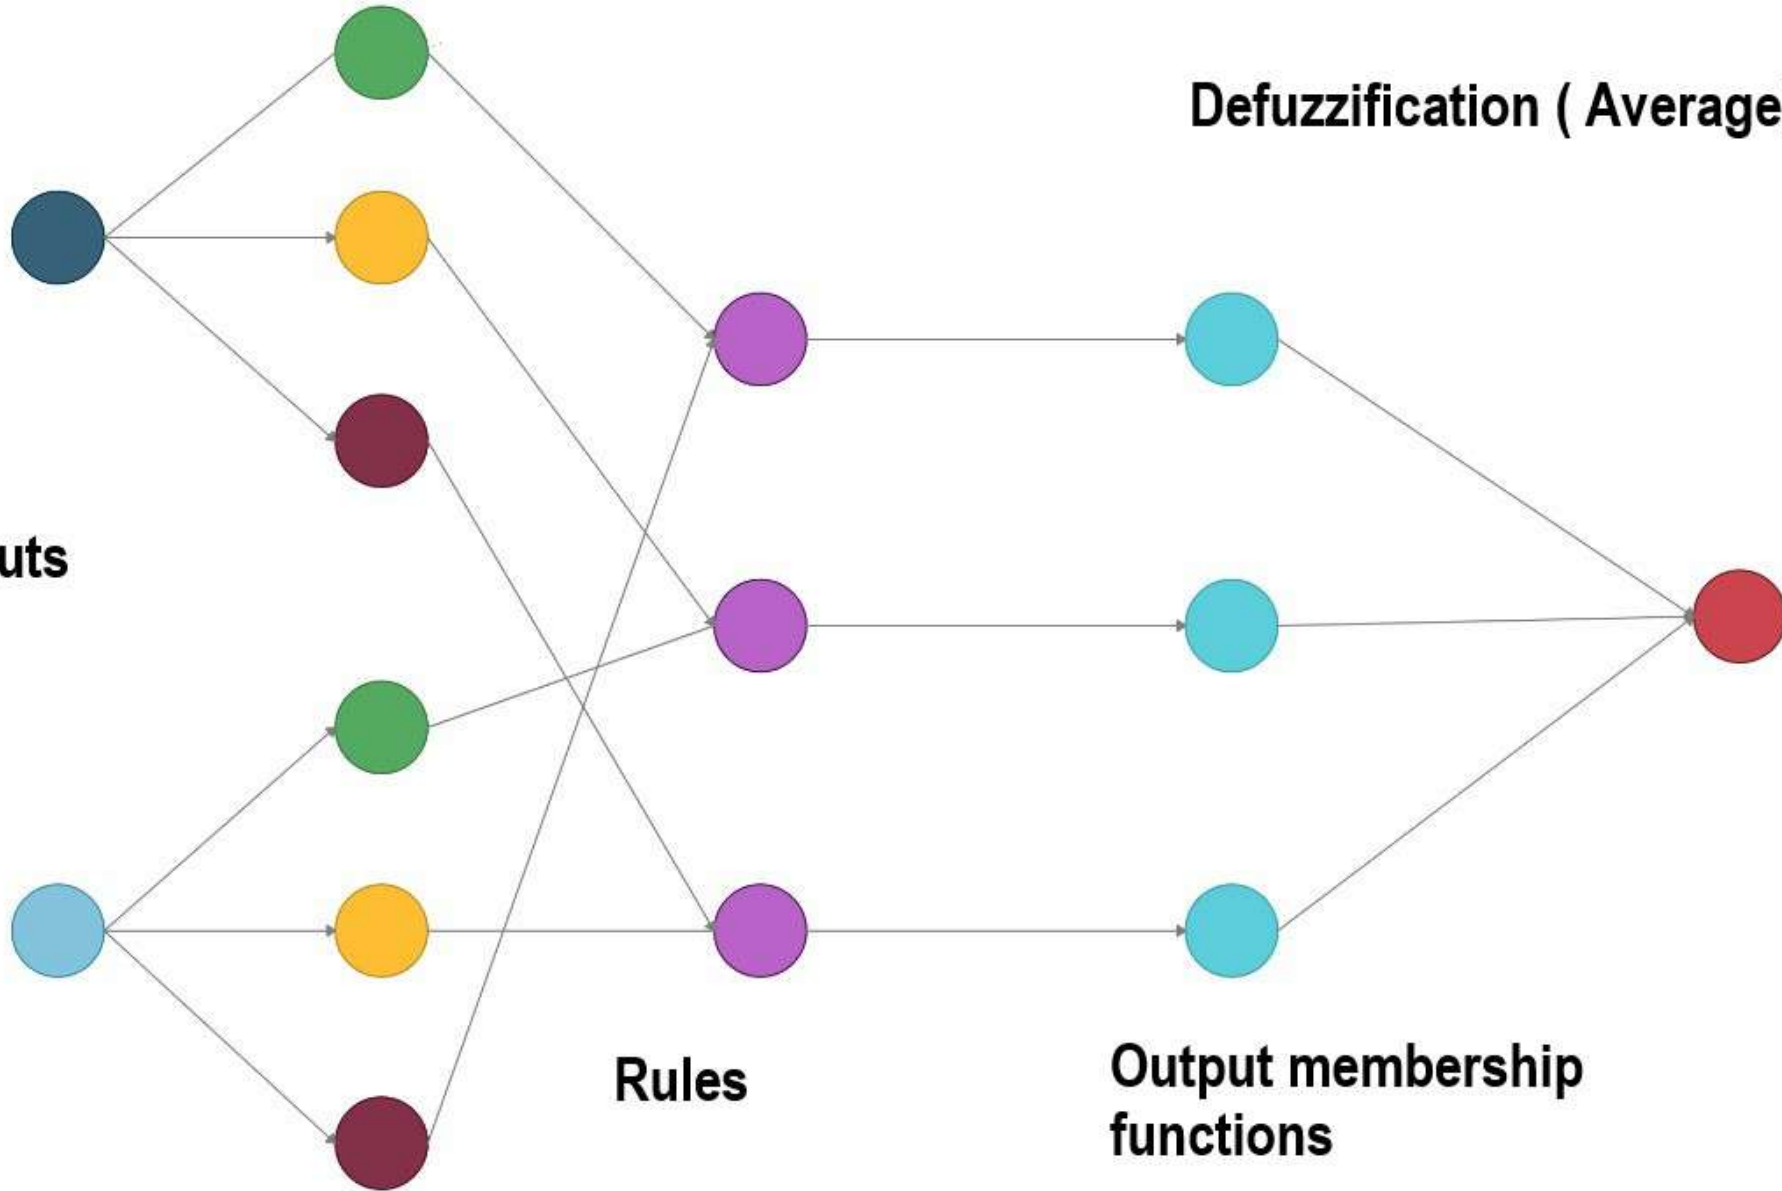 Defuzzification ( Average
uts
Rules
Output membership
functions